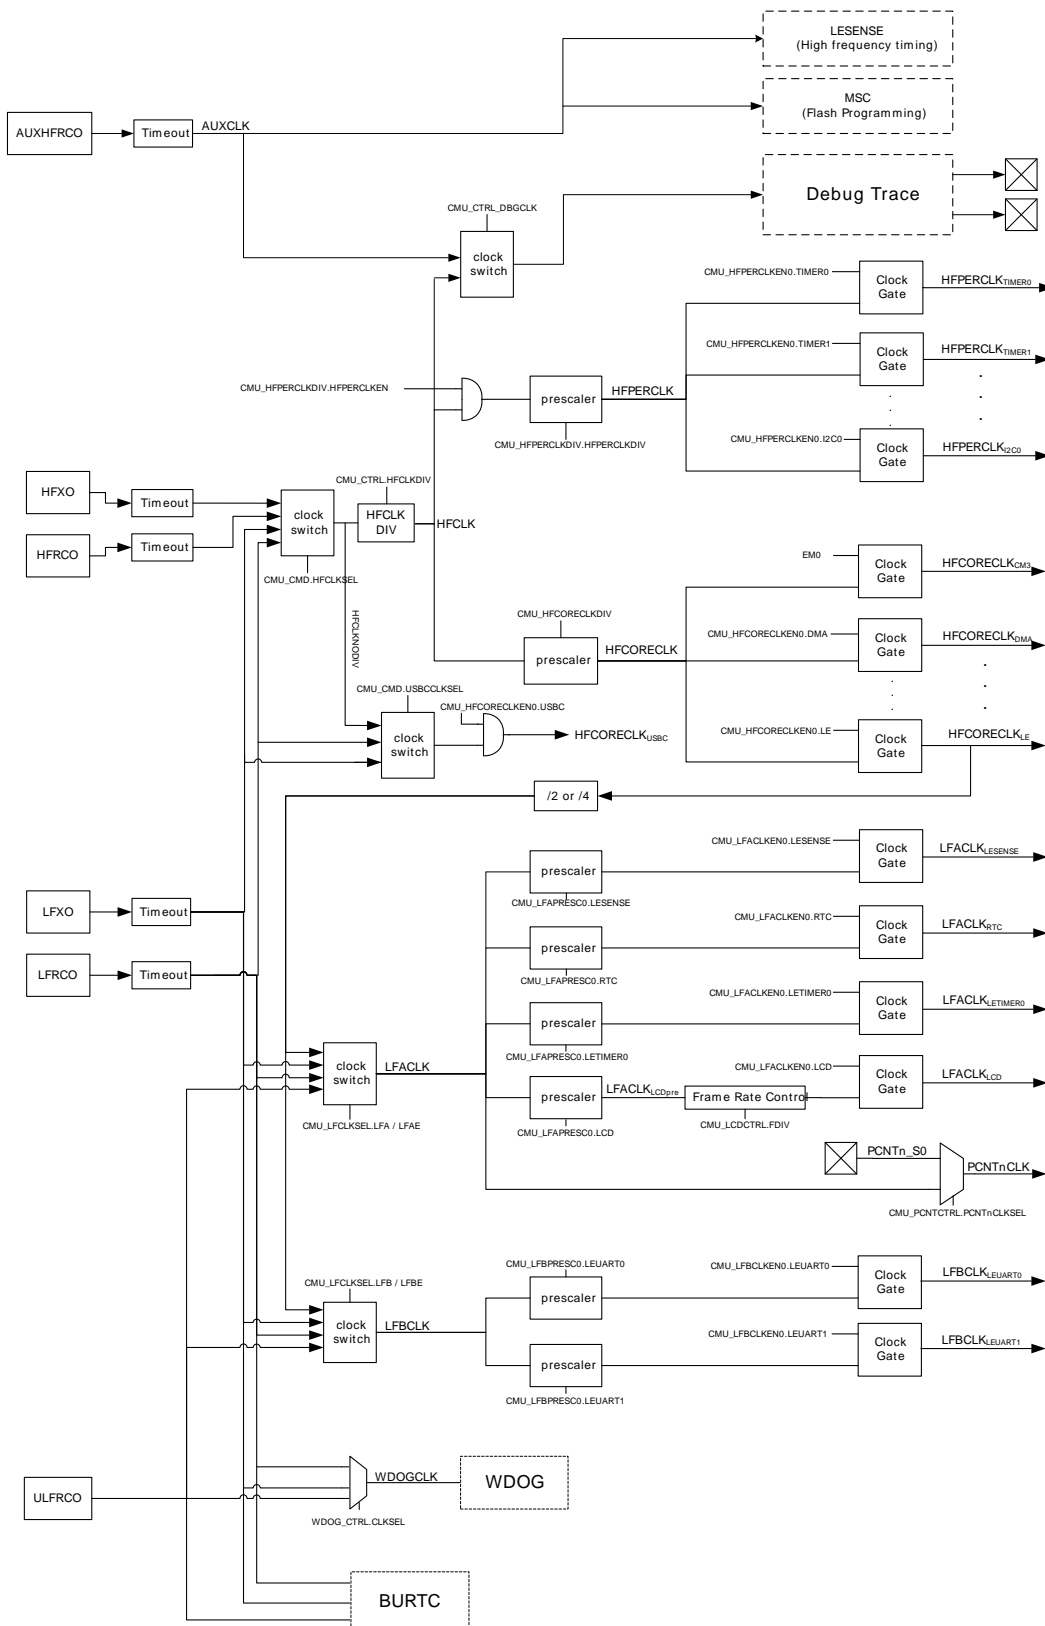 LESENSE
(High frequency timing)
MSC
(Flash Programming)
AUXHFRCO
Timeout
AUXCLK
Debug Trace
CMU_CTRL_DBGCLK
clock
switch
CMU_HFPERCLKEN0.TIMER0
Clock
Gate
HFPERCLKTIMER0
CMU_HFPERCLKEN0.TIMER1
Clock
Gate
HFPERCLKTIMER1
CMU_HFPERCLKDIV.HFPERCLKEN
prescaler
HFPERCLK
CMU_HFPERCLKDIV.HFPERCLKDIV
CMU_HFPERCLKEN0.I2C0
Clock
Gate
HFPERCLKI2C0
HFXO
Timeout
HFRCO
Timeout
clock
switch
CMU_CMD.HFCLKSEL
CMU_CTRL.HFCLKDIV
HFCLK
DIV
HFCLK
HFCLKNODIV
EM0
Clock
Gate
HFCORECLKCM3
CMU_HFCORECLKDIV
prescaler
HFCORECLK
CMU_HFCORECLKEN0.DMA
Clock
Gate
HFCORECLKDMA
CMU_CMD.USBCCLKSEL
clock
switch
CMU_HFCORECLKEN0.USBC
HFCORECLKUSBC
CMU_HFCORECLKEN0.LE
Clock
Gate
HFCORECLKLE
/2 or /4
LFXO
Timeout
LFRCO
Timeout
prescaler
CMU_LFAPRESC0.LESENSE
CMU_LFACLKEN0.LESENSE
Clock
Gate
LFACLKLESENSE
prescaler
CMU_LFAPRESC0.RTC
CMU_LFACLKEN0.RTC
Clock
Gate
LFACLKRTC
prescaler
CMU_LFAPRESC0.LETIMER0
CMU_LFACLKEN0.LETIMER0
Clock
Gate
LFACLKLETIMER0
clock
switch
LFACLK
CMU_LFCLKSEL.LFA / LFAE
prescaler
CMU_LFAPRESC0.LCD
LFACLKLCDpre
Frame Rate Control
CMU_LCDCTRL.FDIV
CMU_LFACLKEN0.LCD
Clock
Gate
LFACLKLCD
PCNTn_S0
PCNTnCLK
CMU_PCNTCTRL.PCNTnCLKSEL
CMU_LFCLKSEL.LFB / LFBE
clock
switch
LFBCLK
CMU_LFBPRESC0.LEUART0
prescaler
CMU_LFBCLKEN0.LEUART0
Clock
Gate
LFBCLKLEUART0
prescaler
CMU_LFBPRESC0.LEUART1
CMU_LFBCLKEN0.LEUART1
Clock
Gate
LFBCLKLEUART1
ULFRCO
WDOGCLK
WDOG_CTRL.CLKSEL
WDOG
BURTC